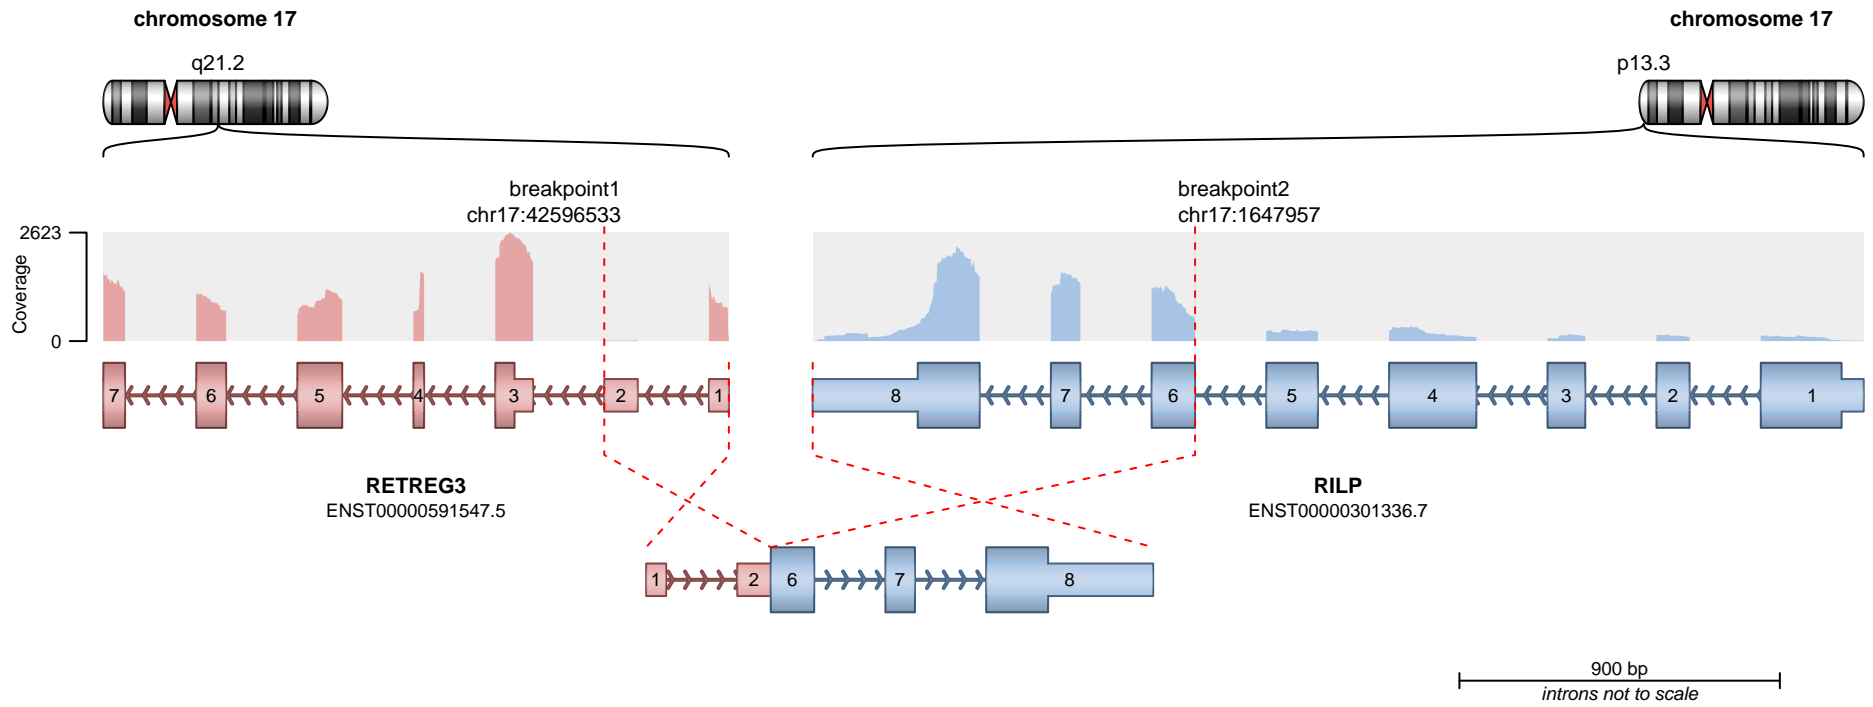 chromosome 17
chromosome 17
q21.2
p13.3
breakpoint1
chr17:42596533
breakpoint2
chr17:1647957
2623
0
Coverage
7 6 5 4 3 2 1
8 7 6 5 4 3 2 1
RETREG3
ENST00000591547.5
RILP
ENST00000301336.7
1 2 6 7 8
900 bp
introns not to scale